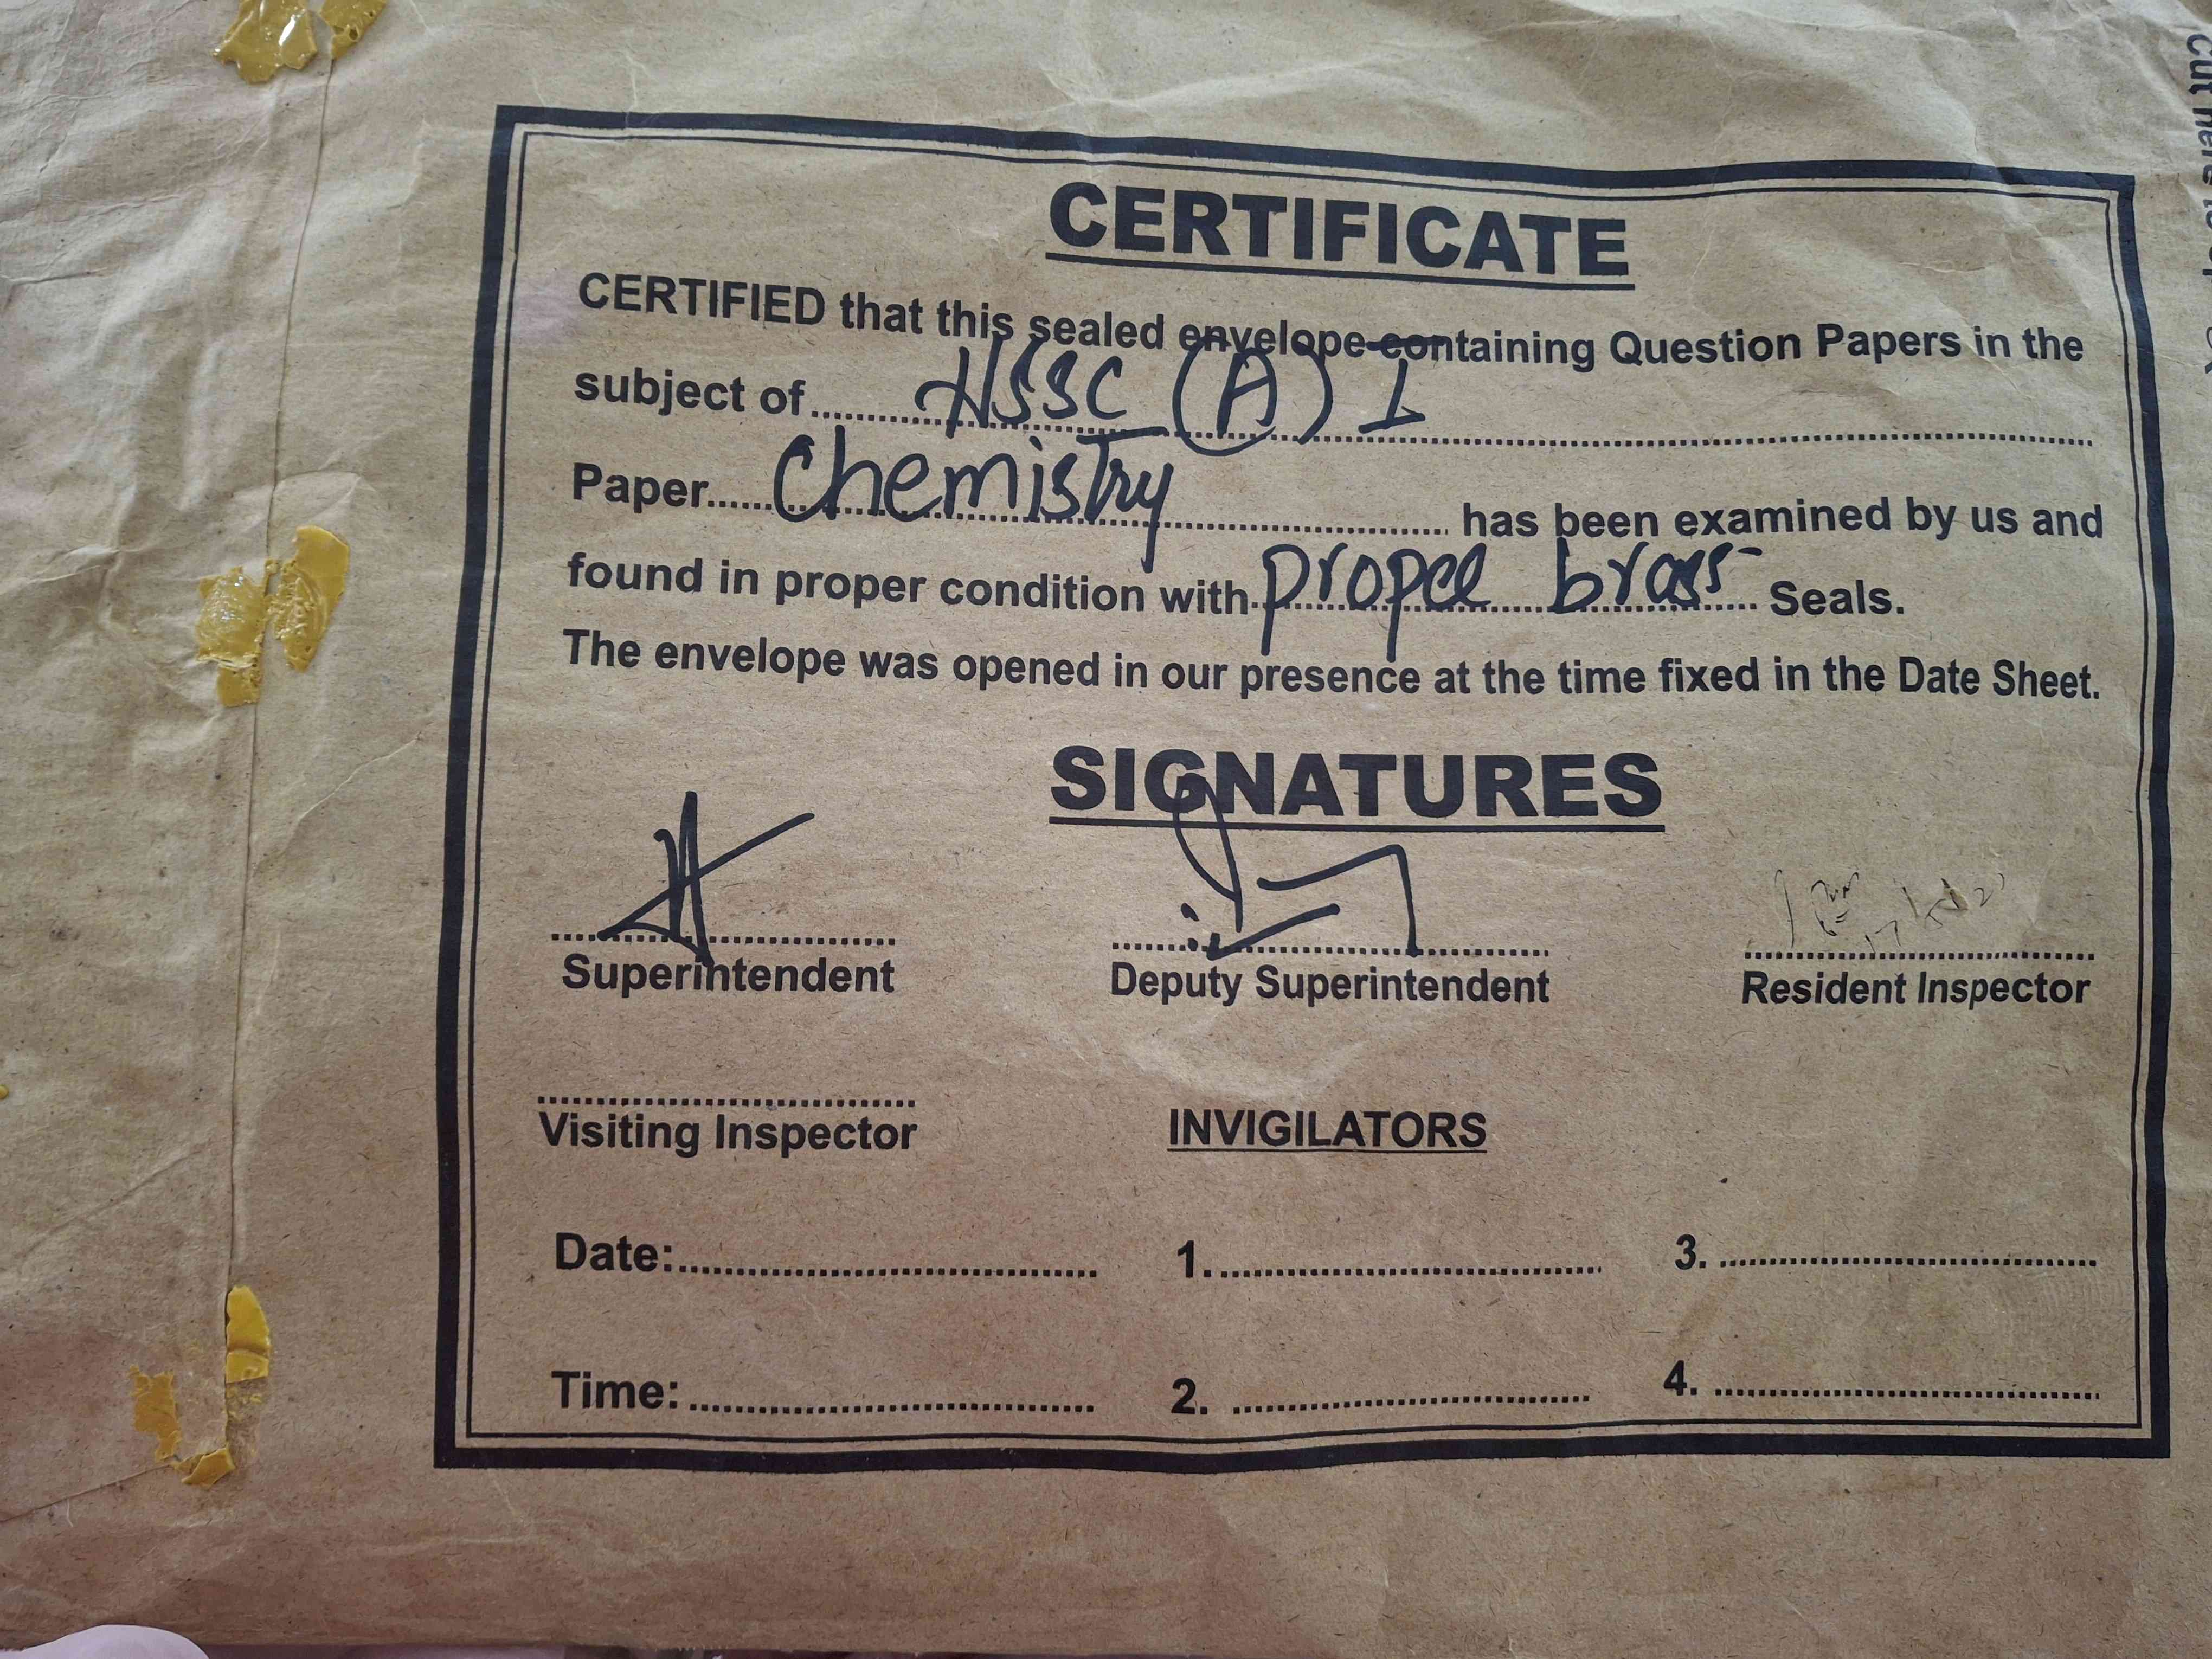 CERTIFICATE
CERTIFIED that this sealed envelope containing Question Papers in the
subject of HSSC (A) I
Paper Chemistry has been examined by us and
found in proper condition with proper brass Seals.
The envelope was opened in our presence at the time fixed in the Date Sheet.
SIGNATURES
Superintendent Deputy Superintendent Resident Inspector
Visiting Inspector INVIGILATORS
Date: 1. 3.
Time: 2. 4.
Cut here